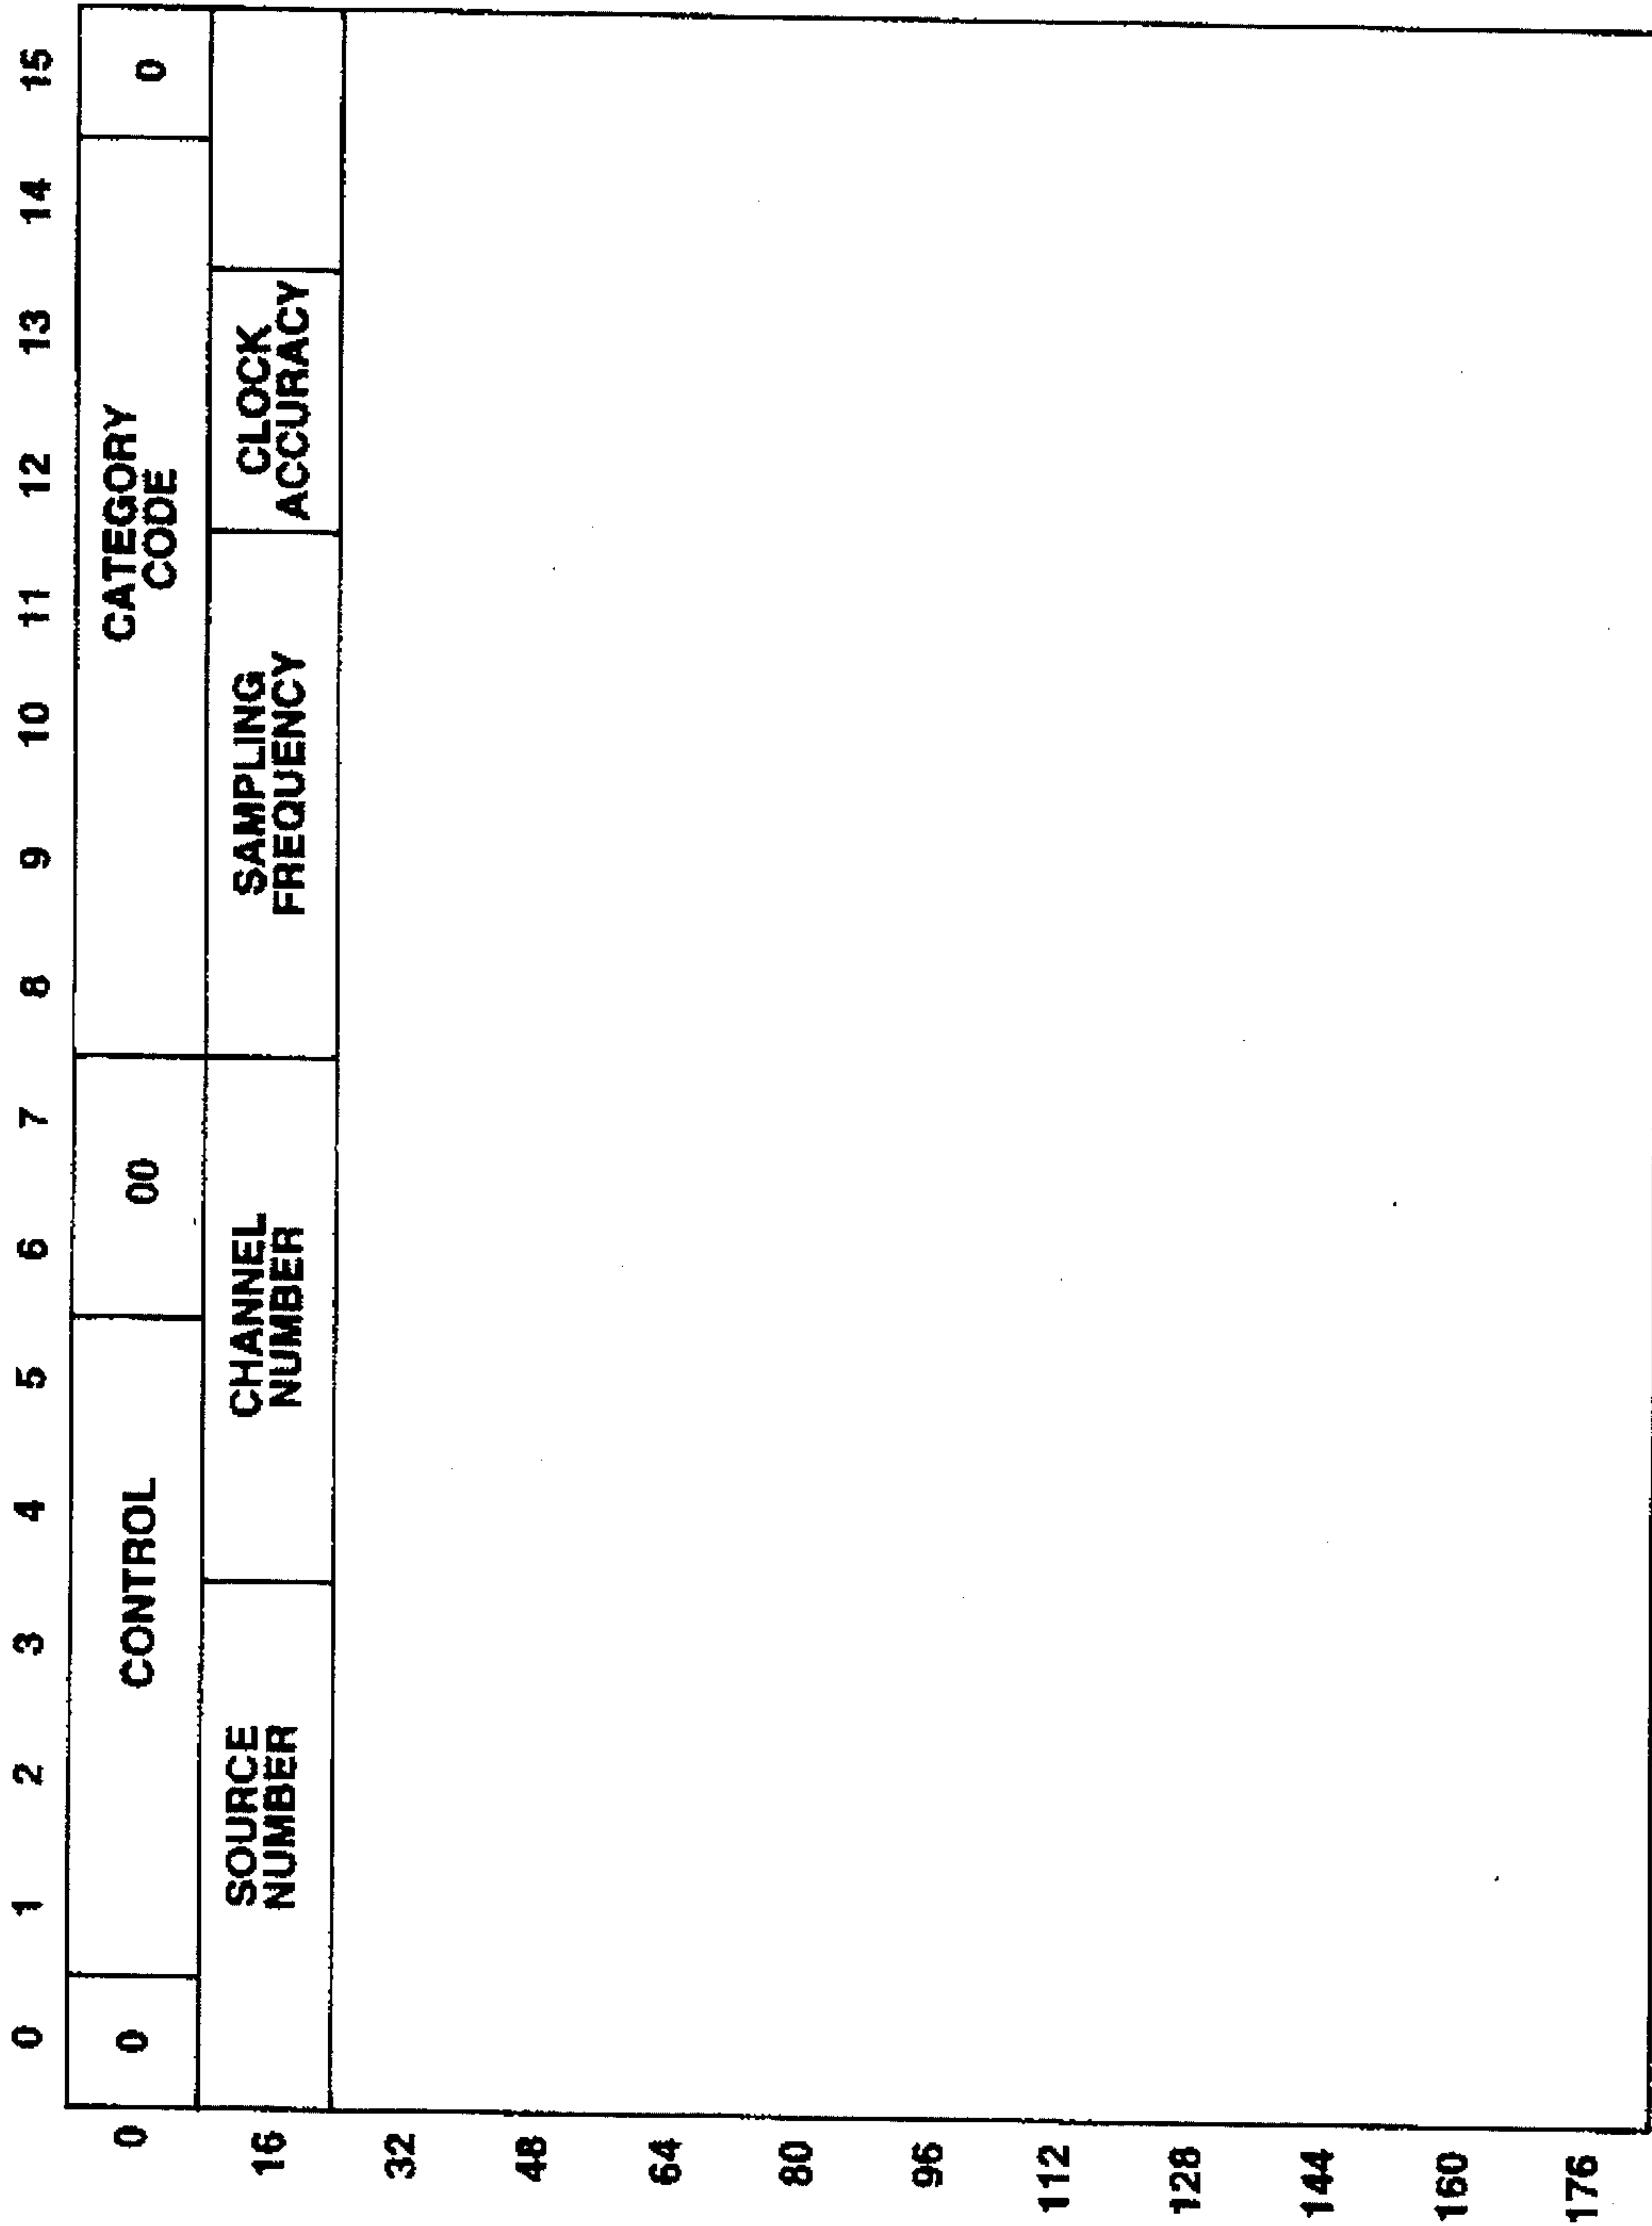 0 1 2 3 4 5 6 7 8 9 10 11 12 13 14 15
0 0 CONTROL 00 CATEGORY
CODE 0
16 SOURCE
NUMBER CHANNEL
NUMBER SAMPLING
FREQUENCY CLOCK
ACCURACY
32
48
64
80
96
112
128
144
160
176